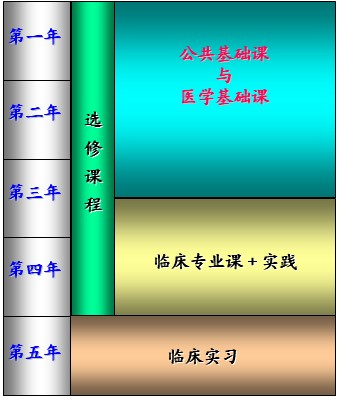 第一年
第二年
第三年
第四年
第五年
选修课程
公共基础课
与
医学基础课
临床专业课+实践
临床实习